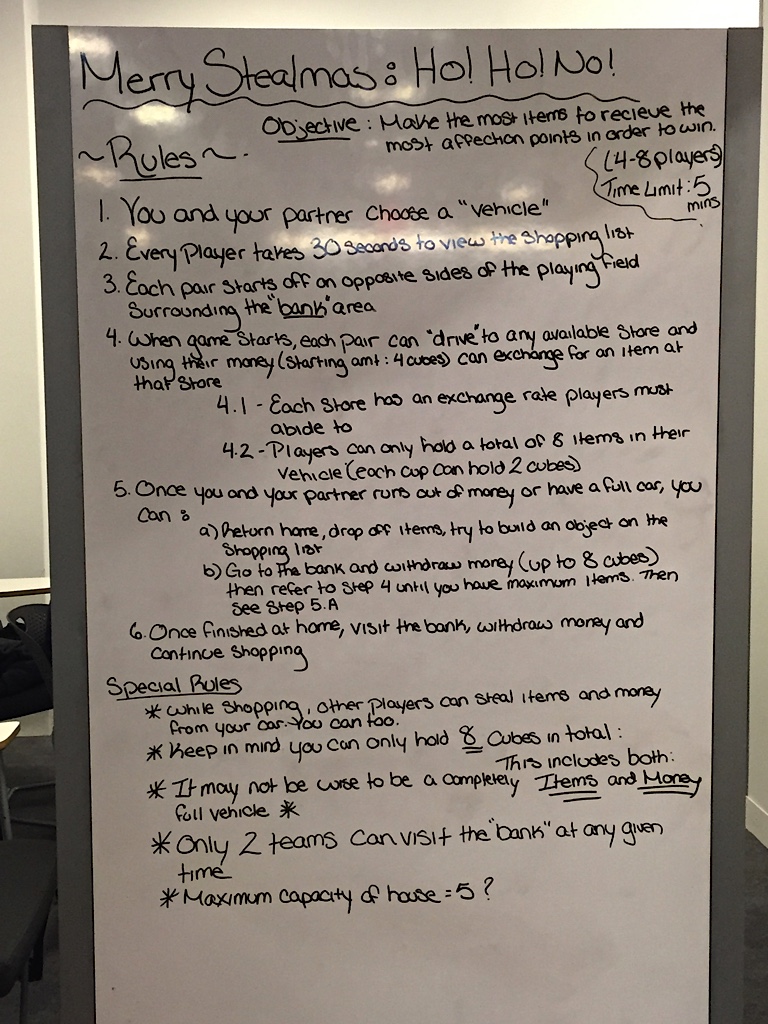 Merry Stealmas: Ho! Ho! No!
Objective: Make the most items to recieve the
most affection points in order to win.
~Rules~
(4-8 players)
Time Limit: 5
mins
1. You and your partner choose a "vehicle"
2. Every Player takes 30 seconds to view the shopping list
3. Each pair starts off on opposite sides of the playing field
surrounding the "bank" area
4. When game starts, each pair can "drive" to any available store and
using their money (starting amt: 4 cubes) can exchange for an item at
that store
4.1 - Each store has an exchange rate players must
abide to
4.2 - Players can only hold a total of 8 items in their
vehicle (each cup can hold 2 cubes)
5. Once you and your partner runs out of money or have a full car, you
can:
a) Return home, drop off items, try to build an object on the
shopping list
b) Go to the bank and withdraw money (up to 8 cubes)
then refer to step 4 until you have maximum items. Then
see step 5.A
6. Once finished at home, visit the bank, withdraw money and
continue shopping
Special Rules
* While shopping, other players can steal items and money
from your car. You can too.
* Keep in mind you can only hold 8 cubes in total:
This includes both:
Items and Money
* It may not be wise to be a completely
full vehicle *
* Only 2 teams can visit the "bank" at any given
time
* Maximum capacity of house = 5?